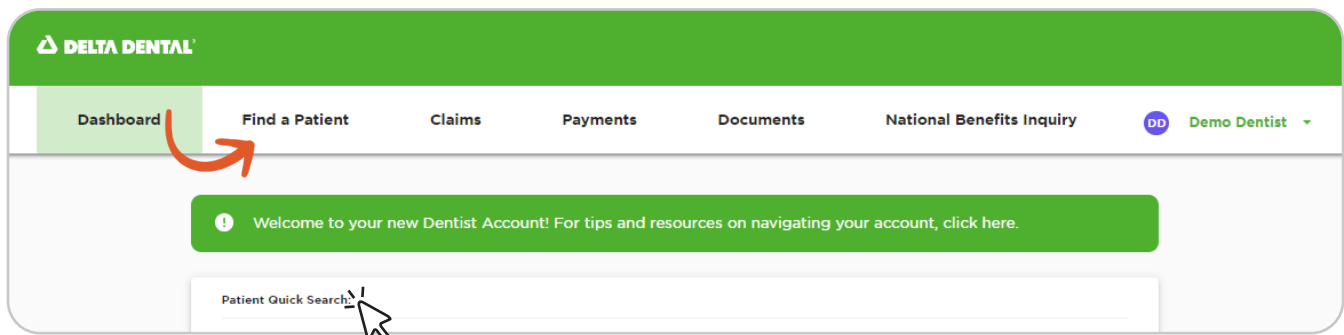 DELTA DENTAL®
Dashboard Find a Patient Claims Payments Documents National Benefits Inquiry DD Demo Dentist
Welcome to your new Dentist Account! For tips and resources on navigating your account, click here.
Patient Quick Search: